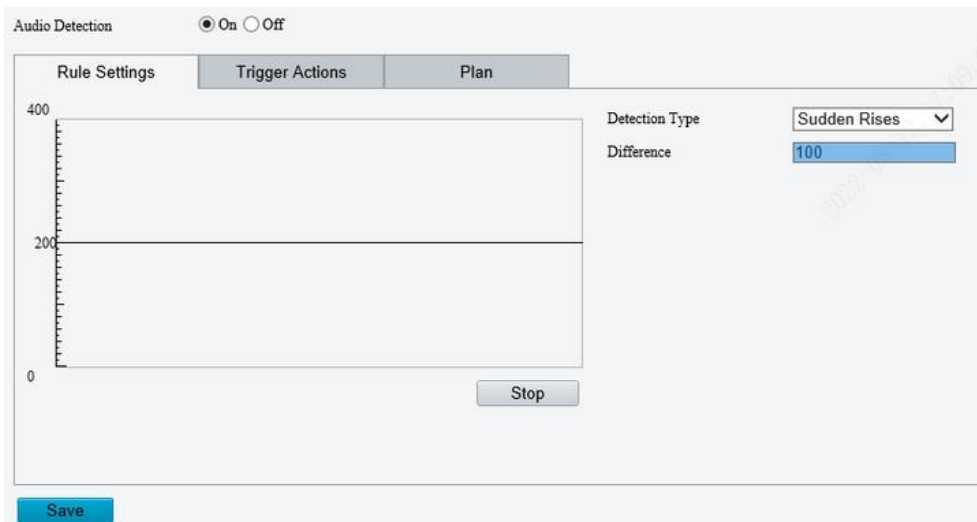 Audio Detection On Off
Rule Settings Trigger Actions Plan
400
Detection Type Sudden Rises
Difference 100
200
0
Stop
Save